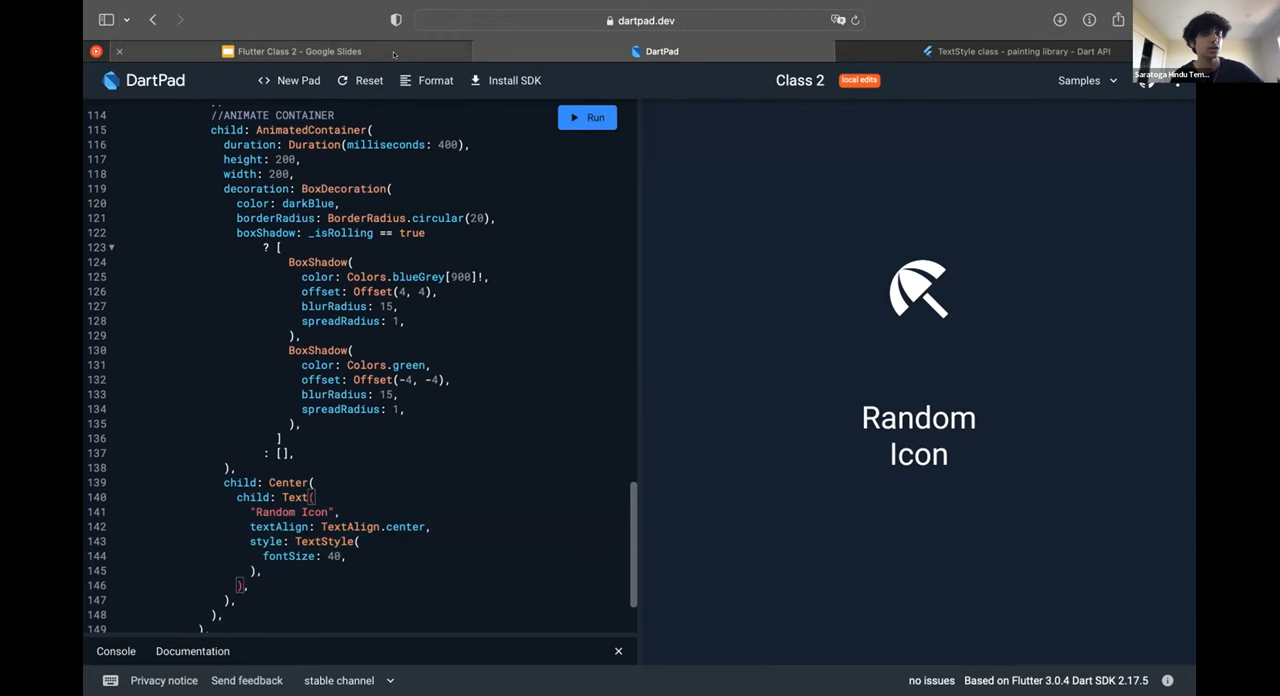 dartpad.dev
Flutter Class 2 - Google Slides
DartPad
TextStyle class - painting library - Dart API
Saratoga Hindu Tem...
DartPad
New Pad
Reset
Format
Install SDK
Class 2
local edits
Samples
114 //ANIMATE CONTAINER
115 child: AnimatedContainer(
116 duration: Duration(milliseconds: 400),
117 height: 200,
118 width: 200,
119 decoration: BoxDecoration(
120 color: darkBlue,
121 borderRadius: BorderRadius.circular(20),
122 boxShadow: _isRolling == true
123 ? [
124 BoxShadow(
125 color: Colors.blueGrey[900]!,
126 offset: Offset(4, 4),
127 blurRadius: 15,
128 spreadRadius: 1,
129 ),
130 BoxShadow(
131 color: Colors.green,
132 offset: Offset(-4, -4),
133 blurRadius: 15,
134 spreadRadius: 1,
135 ),
136 ]
137 : [],
138 ),
139 child: Center(
140 child: Text(
141 "Random Icon",
142 textAlign: TextAlign.center,
143 style: TextStyle(
144 fontSize: 40,
145 ),
146 ),
147 ),
148 ),
149 ),
Run
Random
Icon
Console
Documentation
Privacy notice
Send feedback
stable channel
no issues
Based on Flutter 3.0.4 Dart SDK 2.17.5